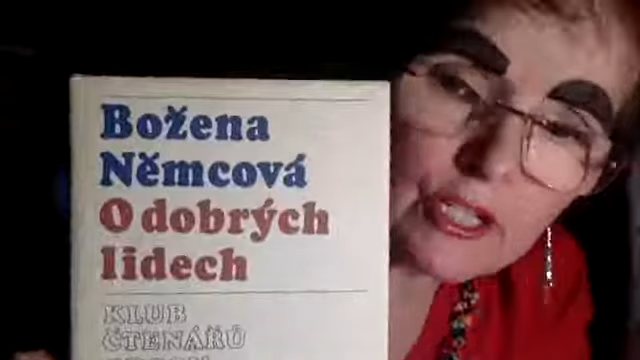 Božena
Němcová
O dobrých
lidech
KLUB
ČTENÁŘŮ